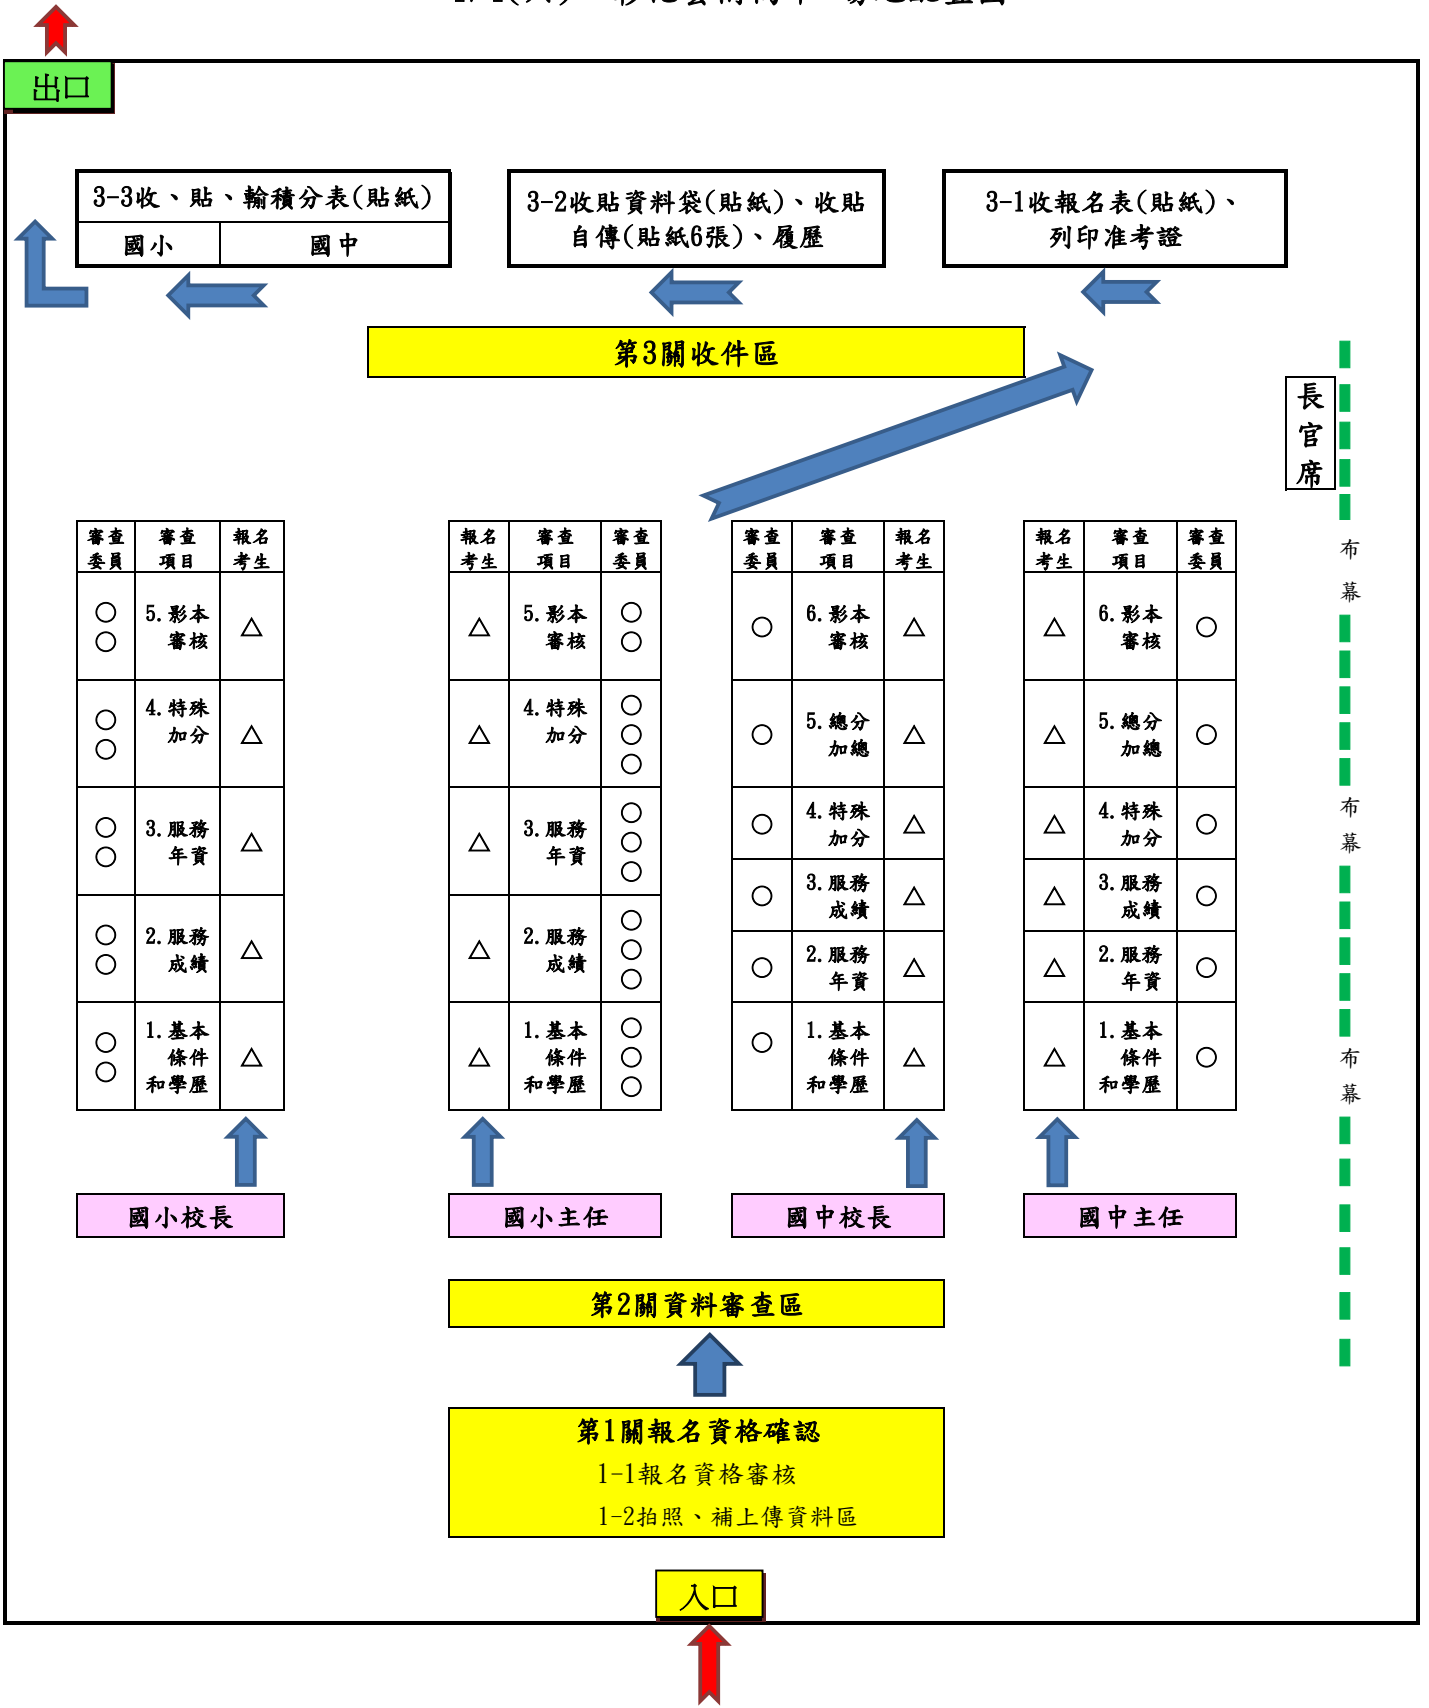 出口
3-3收、貼、輸積分表(貼紙)
國小 國中
3-2收貼資料袋(貼紙)、收貼
自傳(貼紙6張)、履歷
3-1收報名表(貼紙)、
列印准考證
第3關收件區
長
官
席
布
幕
布
幕
布
幕
審查
委員
審查
項目
報名
考生
○
○
5.影本
審核
△
○
○
4.特殊
加分
△
○
○
3.服務
年資
△
○
○
2.服務
成績
△
○
○
1.基本
條件
和學歷
△
報名
考生
審查
項目
審查
委員
△
5.影本
審核
○
○
△
4.特殊
加分
○
○
○
△
3.服務
年資
○
○
○
△
2.服務
成績
○
○
○
△
1.基本
條件
和學歷
○
○
○
審查
委員
審查
項目
報名
考生
○
6.影本
審核
△
○
5.總分
加總
△
○
4.特殊
加分
△
○
3.服務
成績
△
○
2.服務
年資
△
○
1.基本
條件
和學歷
△
報名
考生
審查
項目
審查
委員
△
6.影本
審核
○
△
5.總分
加總
○
△
4.特殊
加分
○
△
3.服務
成績
○
△
2.服務
年資
○
△
1.基本
條件
和學歷
○
國小校長
國小主任
國中校長
國中主任
第2關資料審查區
第1關報名資格確認
1-1報名資格審核
1-2拍照、補上傳資料區
入口